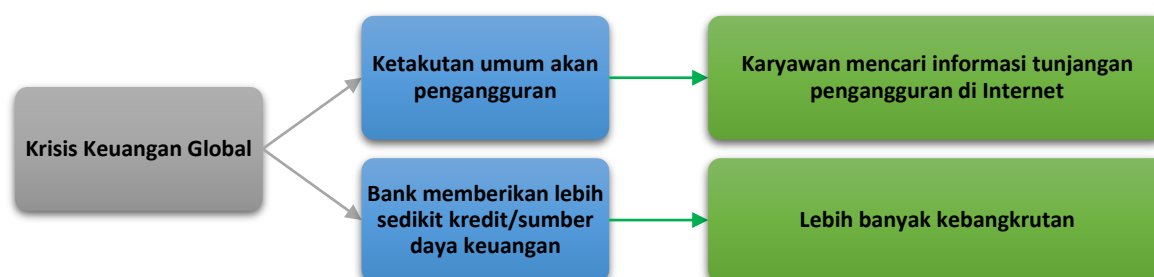 Krisis Keuangan Global
Ketakutan umum akan
pengangguran
Karyawan mencari informasi tunjangan
pengangguran di Internet
Bank memberikan lebih
sedikit kredit/sumber
daya keuangan
Lebih banyak kebangkrutan